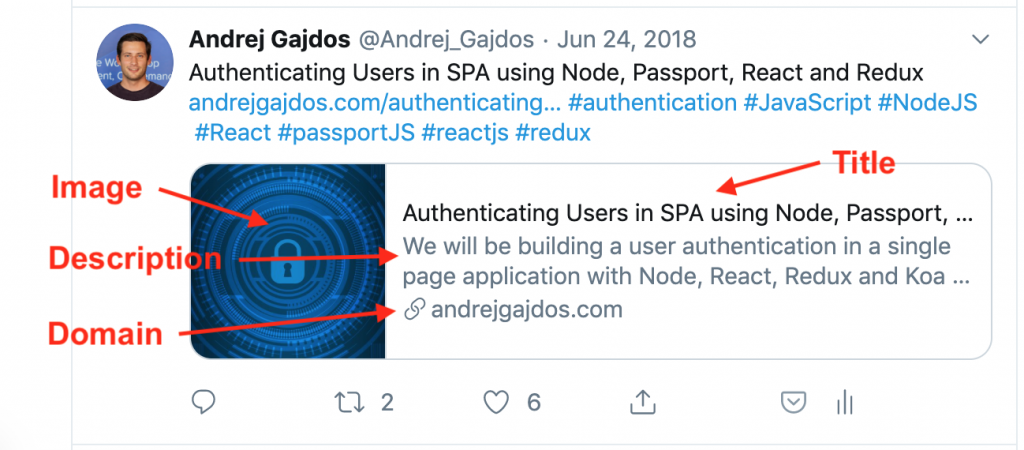 Andrej Gajdos @Andrej_Gajdos · Jun 24, 2018
Authenticating Users in SPA using Node, Passport, React and Redux
andrejgajdos.com/authenticating… #authentication #JavaScript #NodeJS
#React #passportJS #reactjs #redux
Title
Image
Authenticating Users in SPA using Node, Passport, ...
Description
We will be building a user authentication in a single
page application with Node, React, Redux and Koa ...
Domain
andrejgajdos.com
2
6